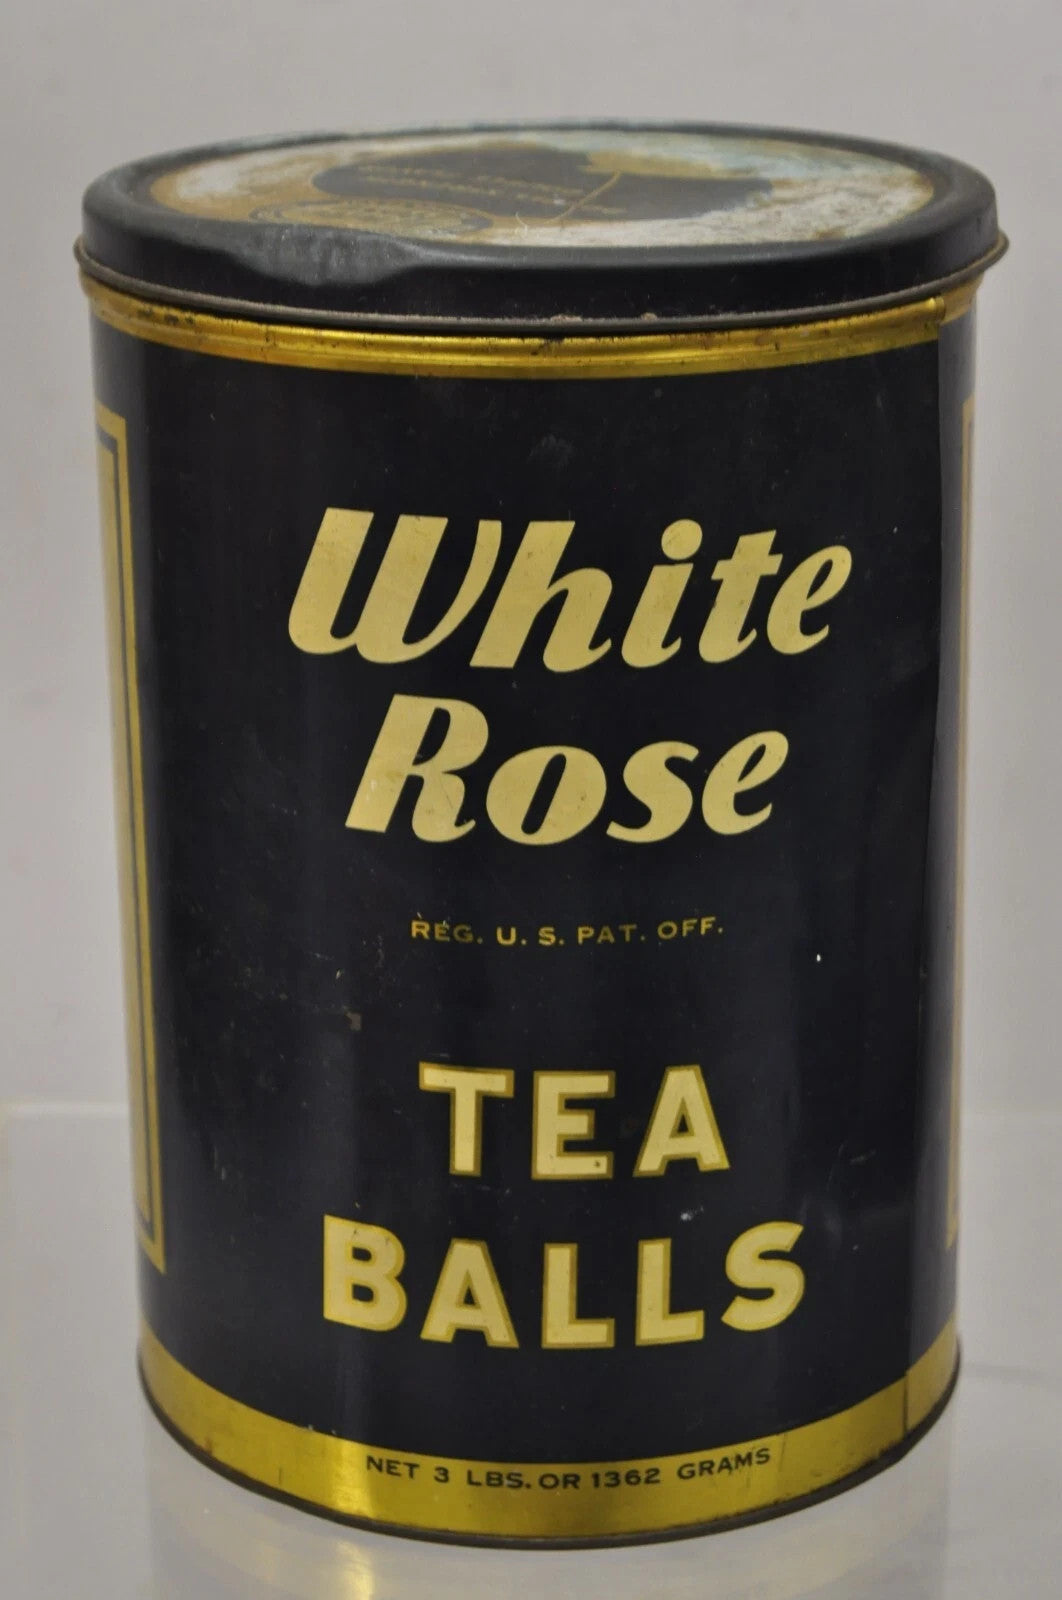 White
Rose
REG. U. S. PAT. OFF.
TEA
BALLS
NET 3 LBS. OR 1362 GRAMS